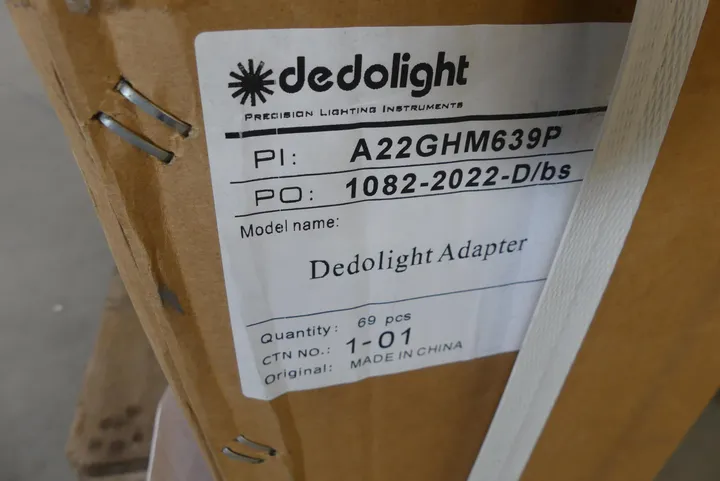 dedolight
PRECISION LIGHTING INSTRUMENTS
PI: A22GHM639P
PO: 1082-2022-D/bs
Model name:
Dedolight Adapter
Quantity: 69 pcs
CTN NO.: 1-01
Original: MADE IN CHINA